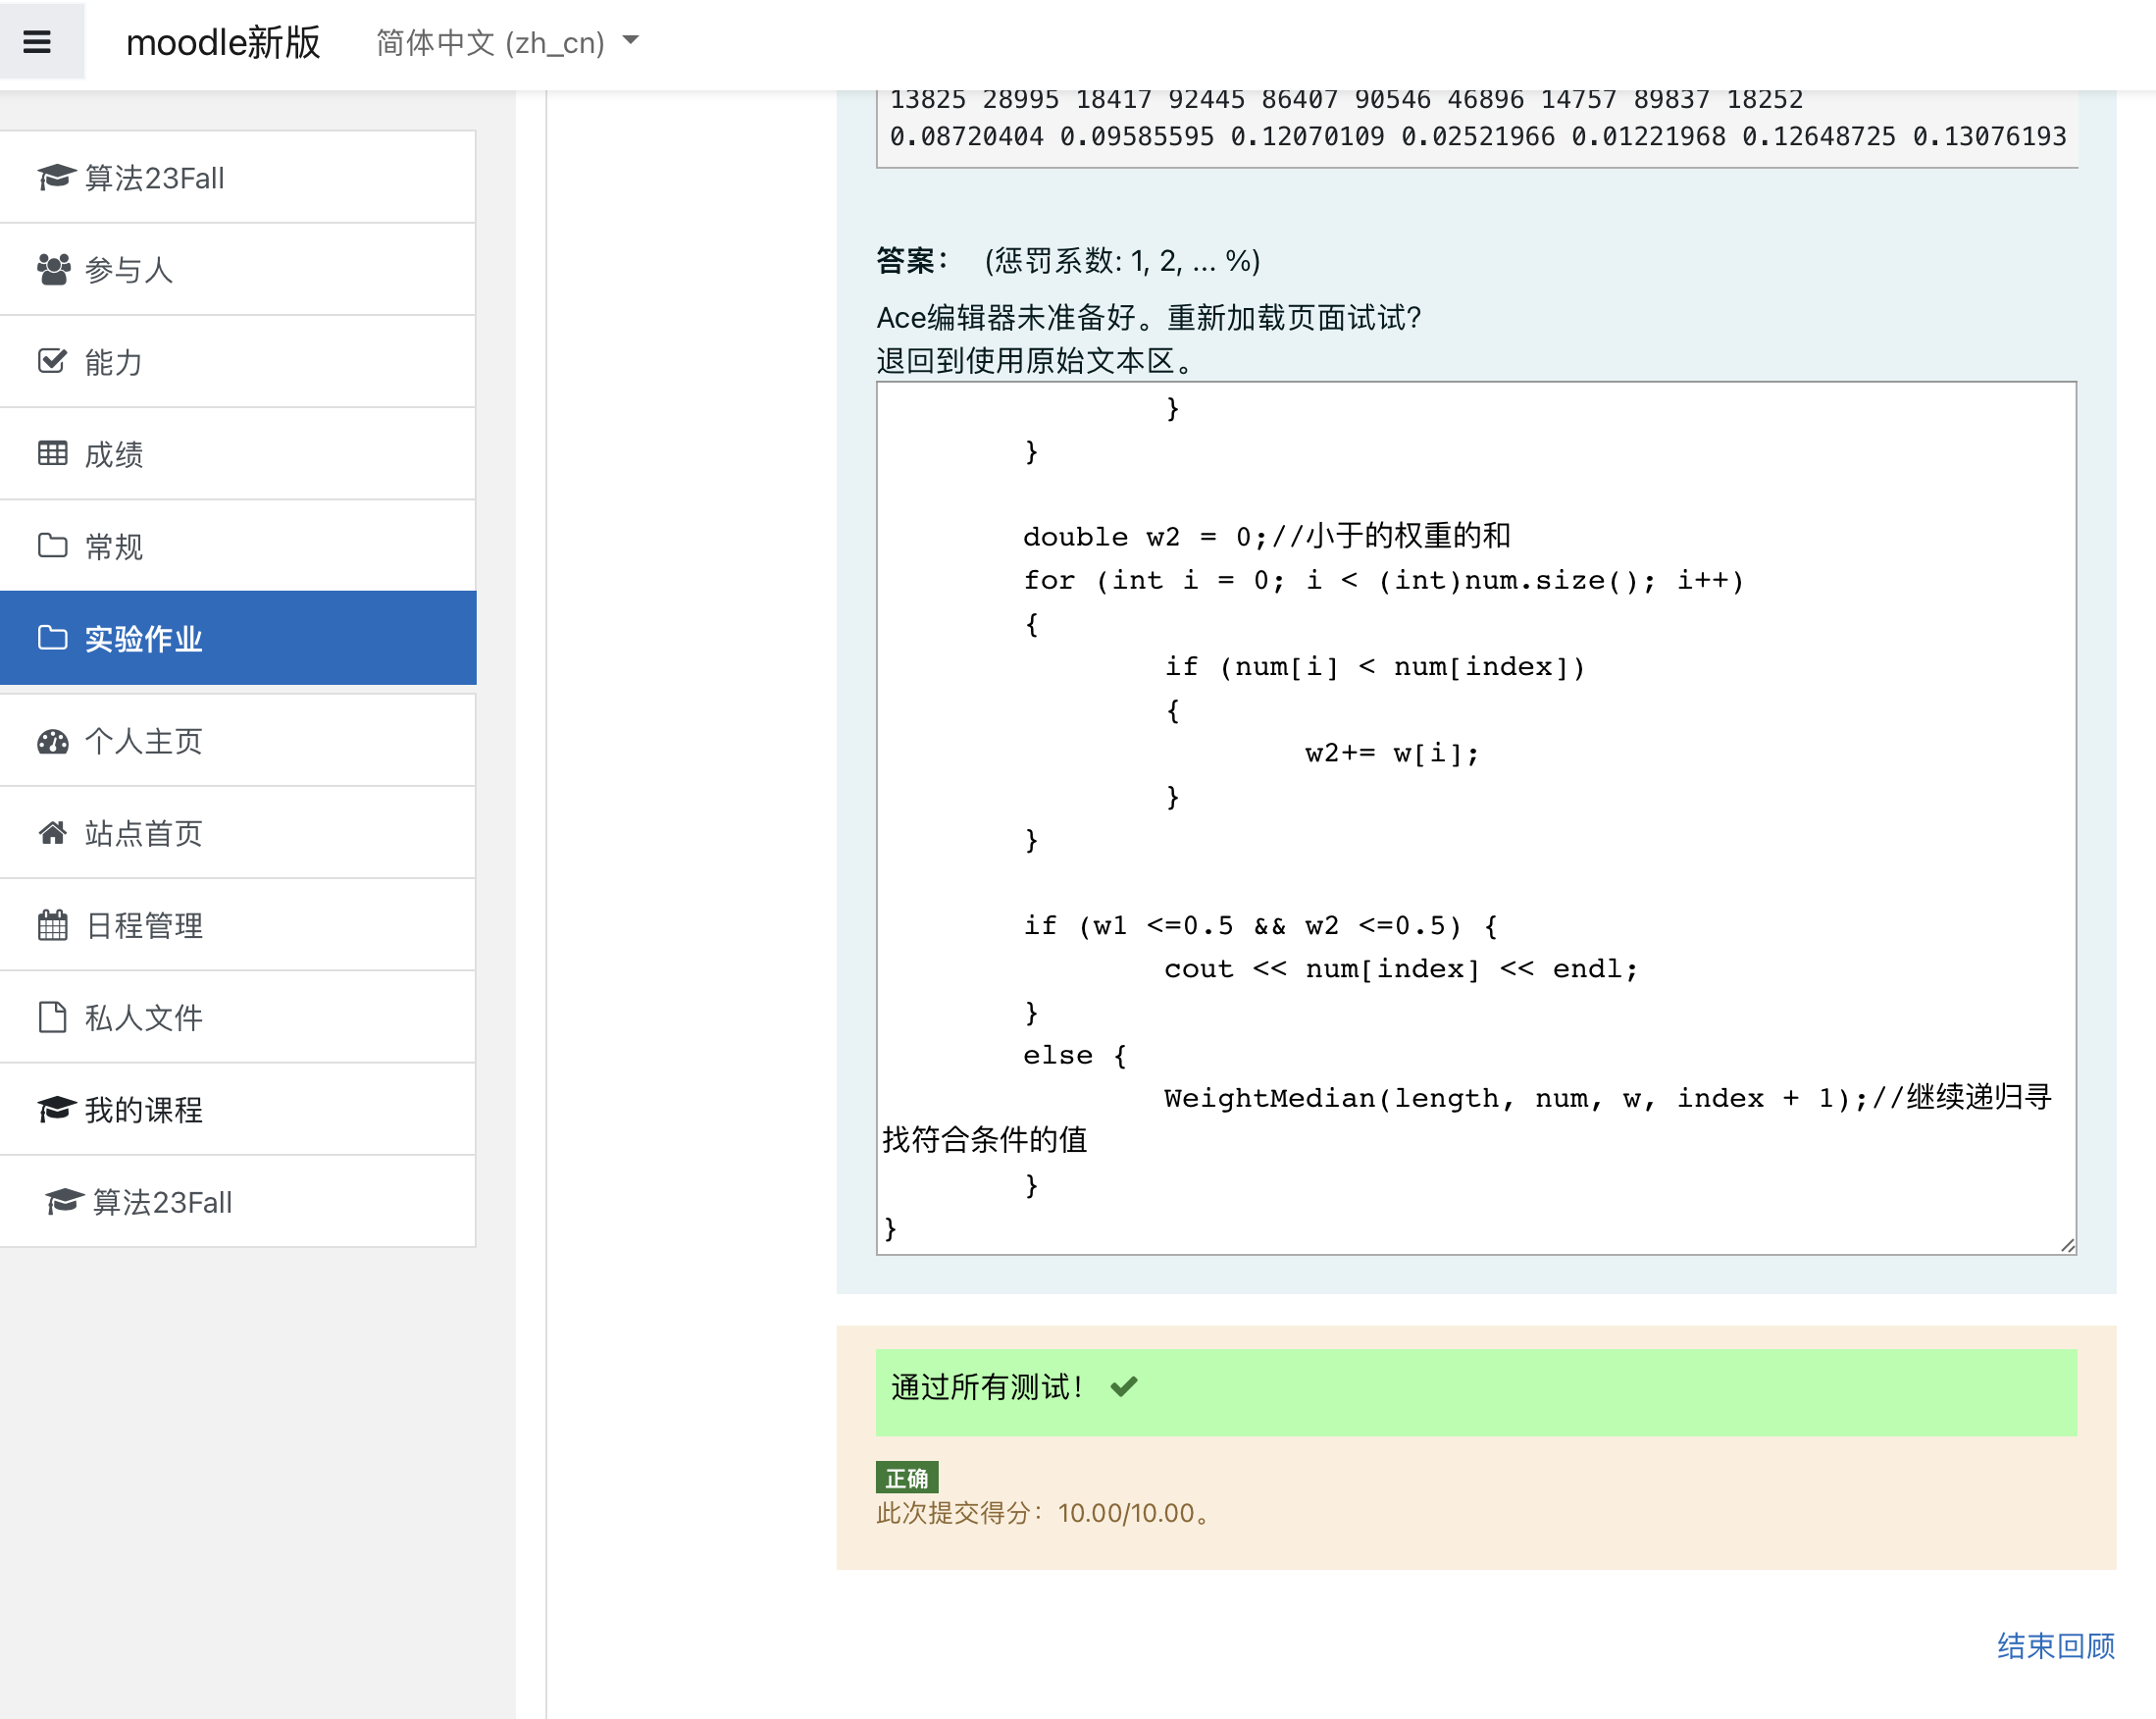 moodle新版 简体中文 (zh_cn)
算法23Fall
参与人
能力
成绩
常规
实验作业
个人主页
站点首页
日程管理
私人文件
我的课程
算法23Fall
13825 28995 18417 92445 86407 90546 46896 14757 89837 18252
0.08720404 0.09585595 0.12070109 0.02521966 0.01221968 0.12648725 0.13076193
答案： (惩罚系数: 1, 2, ... %)
Ace编辑器未准备好。重新加载页面试试?
退回到使用原始文本区。
}
}
double w2 = 0;//小于的权重的和
for (int i = 0; i < (int)num.size(); i++)
{
if (num[i] < num[index])
{
w2+= w[i];
}
}
if (w1 <=0.5 && w2 <=0.5) {
cout << num[index] << endl;
}
else {
WeightMedian(length, num, w, index + 1);//继续递归寻
找符合条件的值
}
}
通过所有测试！
正确
此次提交得分：10.00/10.00。
结束回顾